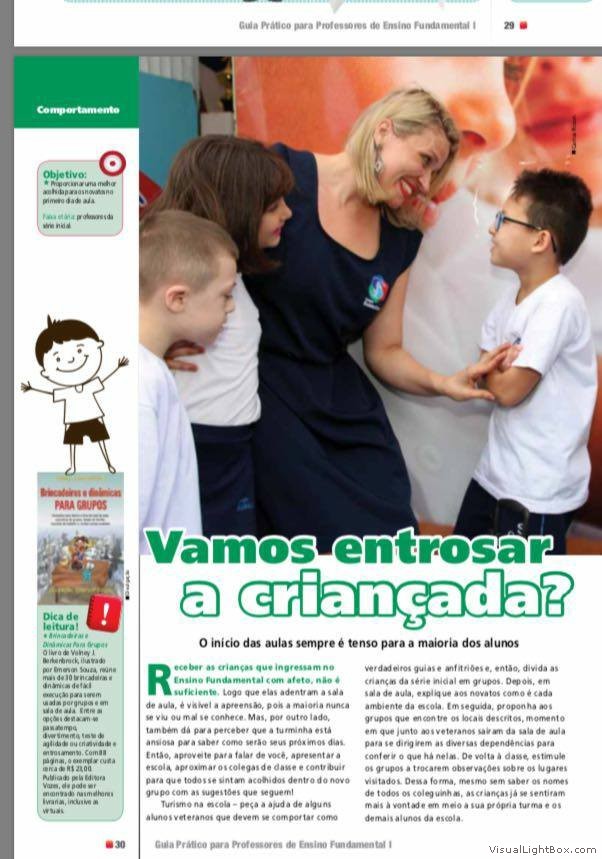 Guia Prático para Professores de Ensino Fundamental I
29
Comportamento
Objetivo:
* Proporcionar uma melhor
acolhida para os novatos no
primeiro dia de aula.
Faixa etária: professores da
série inicial.
Brincadeiras e dinâmicas
PARA GRUPOS
Divulgação
Dica de
leitura!
* Brincadeiras e
Dinâmicas Para Grupos
O livro de Volney J.
Berkenbrock, ilustrado
por Emerson Souza, reúne
mais de 30 brincadeiras e
dinâmicas de fácil
execução para serem
usadas por grupos e em
sala de aula. Entre as
opções destacam-se
passatempo,
divertimento, teste de
agilidade ou criatividade e
entrosamento. Com 88
páginas, o exemplar custa
cerca de R$ 21,00.
Publicado pela Editora
Vozes, ele pode ser
encontrado nas melhores
livrarias, inclusive as
virtuais.
Vamos entrosar
a criançada?
O início das aulas sempre é tenso para a maioria dos alunos
Receber as crianças que ingressam no
Ensino Fundamental com afeto, não é
suficiente. Logo que elas adentram a sala
de aula, é visível a apreensão, pois a maioria nunca
se viu ou mal se conhece. Mas, por outro lado,
também dá para perceber que a turminha está
ansiosa para saber como serão seus próximos dias.
Então, aproveite para falar de você, apresentar a
escola, aproximar os colegas de classe e contribuir
para que todos se sintam acolhidos dentro do novo
grupo com as sugestões que seguem!
Turismo na escola – peça a ajuda de alguns
alunos veteranos que devem se comportar como
verdadeiros guias e anfitriões e, então, divida as
crianças da série inicial em grupos. Depois, em
sala de aula, explique aos novatos como é cada
ambiente da escola. Em seguida, proponha aos
grupos que encontre os locais descritos, momento
em que junto aos veteranos sairam da sala de aula
para se dirigirem as diversas dependências para
conferir o que há nelas. De volta à classe, estimule
os grupos a trocarem observações sobre os lugares
visitados. Dessa forma, mesmo sem saber os nomes
de todos os coleguinhas, as crianças já se sentiram
mais à vontade em meio a sua própria turma e os
demais alunos da escola.
30
Guia Prático para Professores de Ensino Fundamental I
VisualLightBox.com